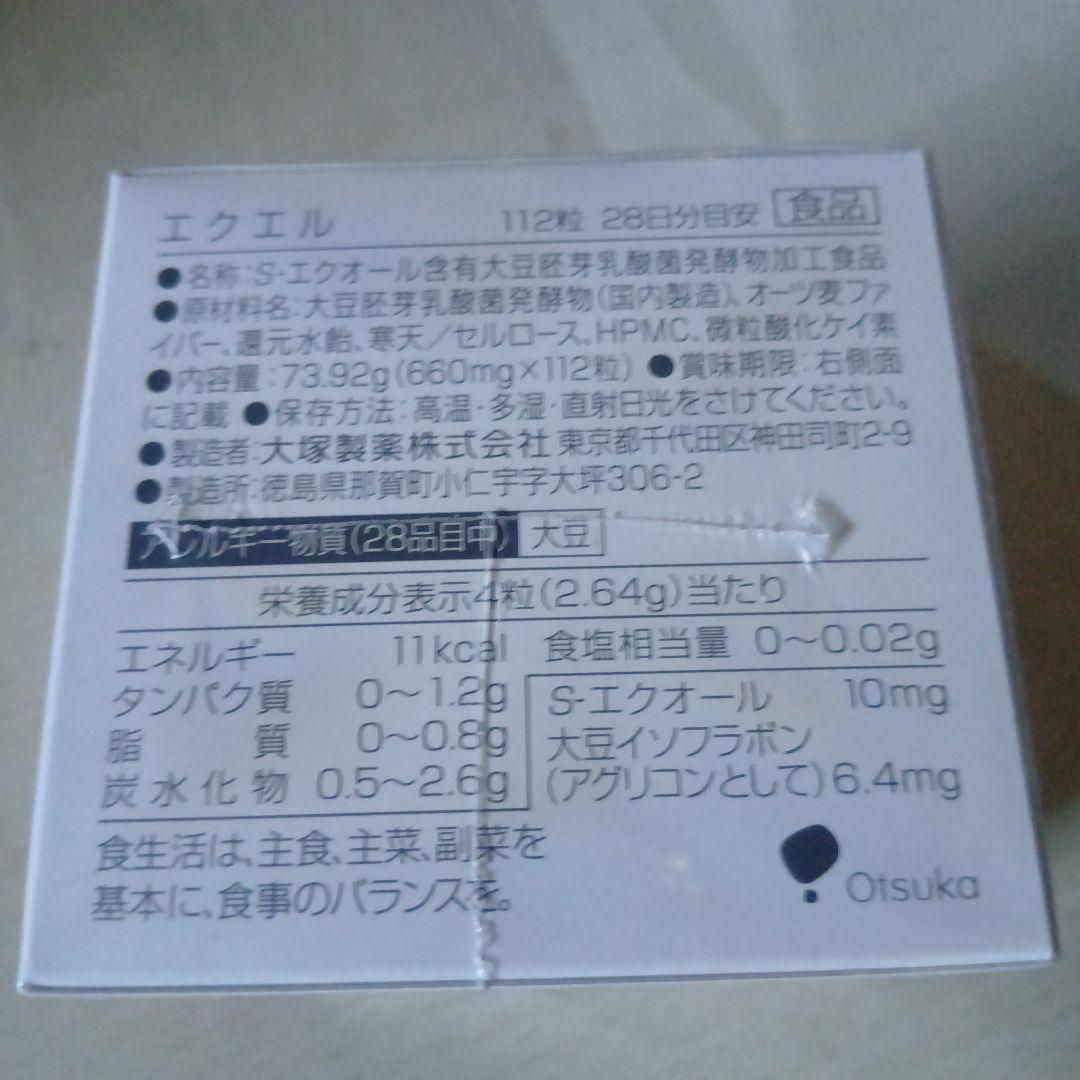 エクエル 112粒 28日分目安 食品
●名称:S-エクオール含有大豆胚芽乳酸菌発酵物加工食品
●原材料名:大豆胚芽乳酸菌発酵物(国内製造)、オーツ麦ファ
イバー、還元水飴、寒天/セルロース、HPMC、微粒酸化ケイ素
●内容量:73.92g(660mg×112粒) ●賞味期限:右側面
に記載 ●保存方法:高温・多湿・直射日光をさけてください。
●製造者:大塚製薬株式会社 東京都千代田区神田司町2-9
●製造所:徳島県那賀町小仁宇字大坪306-2
アレルギー物質(28品目中) 大豆
栄養成分表示4粒(2.64g)当たり
エネルギー 11kcal 食塩相当量 0〜0.02g
タンパク質 0〜1.2g S-エクオール 10mg
脂質 0〜0.8g 大豆イソフラボン
炭水化物 0.5〜2.6g (アグリコンとして)6.4mg
食生活は、主食、主菜、副菜を
基本に、食事のバランスを。
Otsuka